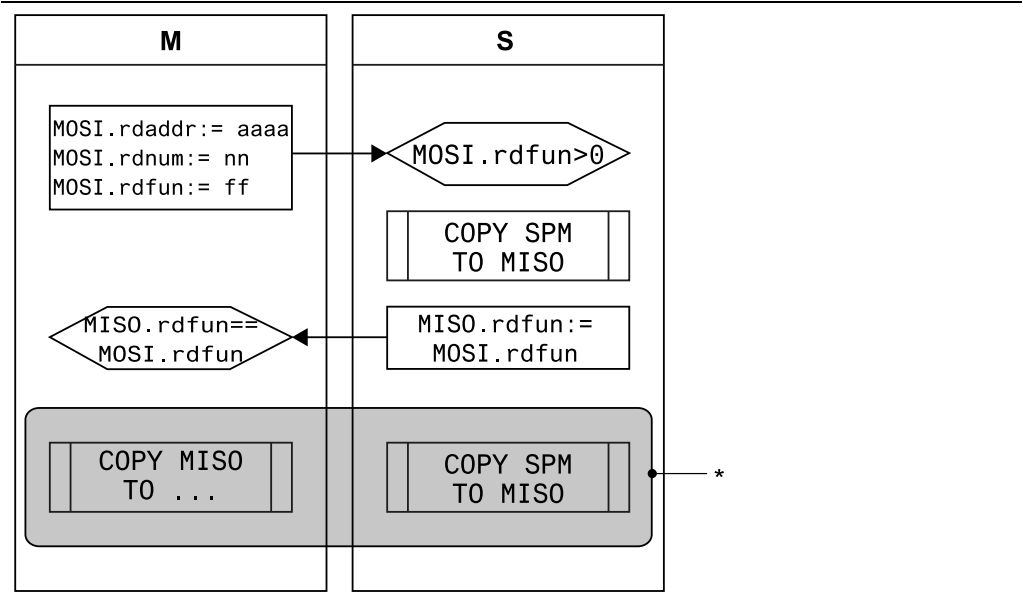 M
S
MOSI.rdaddr:= aaaa
MOSI.rdnum:= nn
MOSI.rdfun:= ff
MOSI.rdfun>0
COPY SPM
TO MISO
MISO.rdfun==
MOSI.rdfun
MISO.rdfun:=
MOSI.rdfun
COPY MISO
TO ...
COPY SPM
TO MISO
*